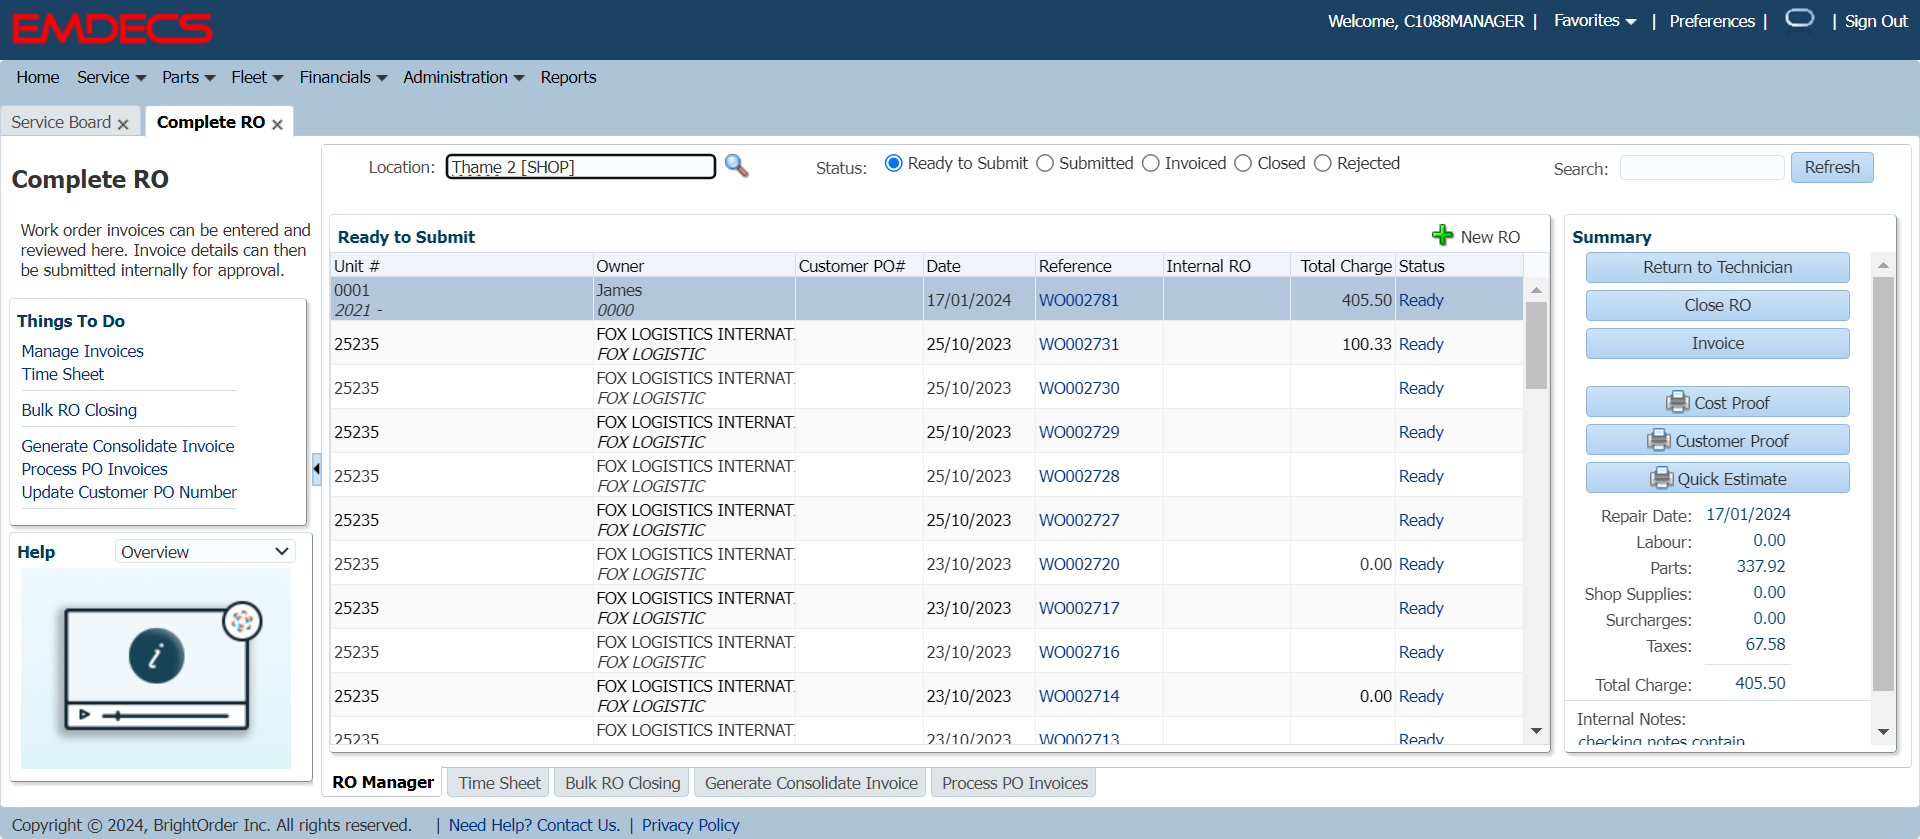 EMDECS
Welcome, C1088MANAGER | Favorites | Preferences | | Sign Out
Home Service Parts Fleet Financials Administration Reports
Service Board Complete RO
Complete RO
Work order invoices can be entered and
reviewed here. Invoice details can then
be submitted internally for approval.
Things To Do
Manage Invoices
Time Sheet
Bulk RO Closing
Generate Consolidate Invoice
Process PO Invoices
Update Customer PO Number
Help Overview
i
Location: Thame 2 [SHOP] Status: Ready to Submit Submitted Invoiced Closed Rejected Search: Refresh
Ready to Submit New RO
Unit # Owner Customer PO# Date Reference Internal RO Total Charge Status
0001 James
2021 - 0000 17/01/2024 WO002781 405.50 Ready
FOX LOGISTICS INTERNAT
25235 FOX LOGISTIC 25/10/2023 WO002731 100.33 Ready
FOX LOGISTICS INTERNAT
25235 FOX LOGISTIC 25/10/2023 WO002730 Ready
FOX LOGISTICS INTERNAT
25235 FOX LOGISTIC 25/10/2023 WO002729 Ready
FOX LOGISTICS INTERNAT
25235 FOX LOGISTIC 25/10/2023 WO002728 Ready
FOX LOGISTICS INTERNAT
25235 FOX LOGISTIC 25/10/2023 WO002727 Ready
FOX LOGISTICS INTERNAT
25235 FOX LOGISTIC 23/10/2023 WO002720 0.00 Ready
FOX LOGISTICS INTERNAT
25235 FOX LOGISTIC 23/10/2023 WO002717 Ready
FOX LOGISTICS INTERNAT
25235 FOX LOGISTIC 23/10/2023 WO002716 Ready
FOX LOGISTICS INTERNAT
25235 FOX LOGISTIC 23/10/2023 WO002714 0.00 Ready
FOX LOGISTICS INTERNAT
25235 23/10/2023 WO002713 Ready
Summary
Return to Technician
Close RO
Invoice
Cost Proof
Customer Proof
Quick Estimate
Repair Date: 17/01/2024
Labour: 0.00
Parts: 337.92
Shop Supplies: 0.00
Surcharges: 0.00
Taxes: 67.58
Total Charge: 405.50
Internal Notes:
checking notes contain
RO Manager Time Sheet Bulk RO Closing Generate Consolidate Invoice Process PO Invoices
Copyright © 2024, BrightOrder Inc. All rights reserved. | Need Help? Contact Us. | Privacy Policy